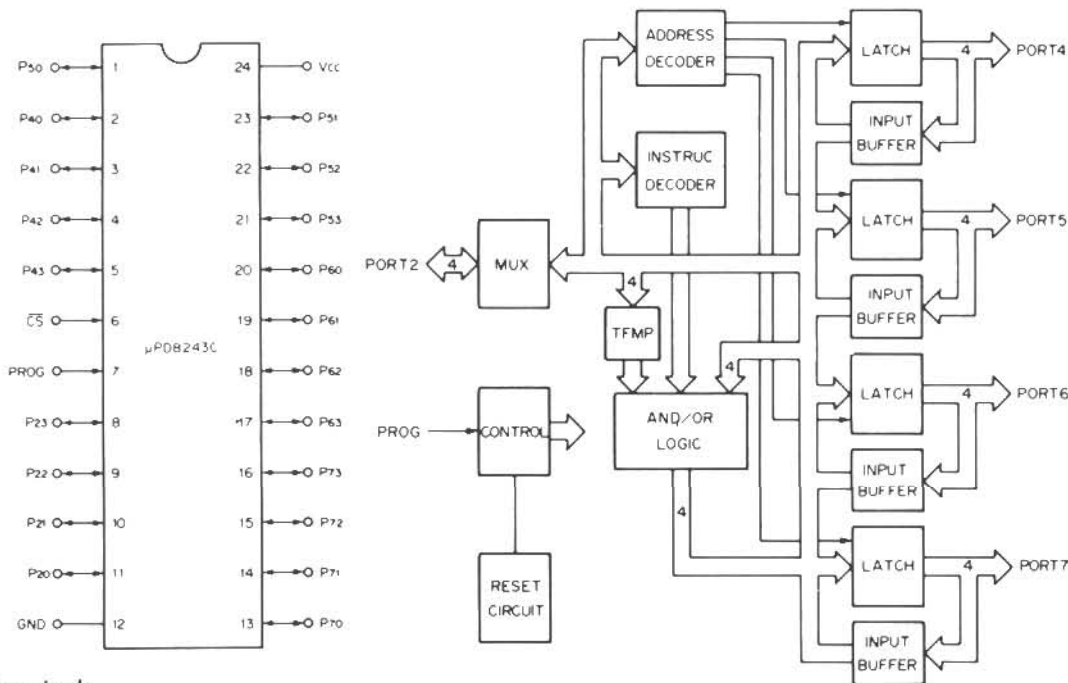 P50 1 24 VCC
P40 2 23 P51
P41 3 22 P52
P42 4 21 P53
P43 5 20 P60
CS 6 19 P61
µPD8243C
PROG 7 18 P62
P23 8 17 P63
P22 9 16 P73
P21 10 15 P72
P20 11 14 P71
GND 12 13 P70
ADDRESS
DECODER
INSTRUC
DECODER
PORT2 4 MUX
4
TEMP
4
AND/OR
LOGIC
4
PROG CONTROL
RESET
CIRCUIT
LATCH 4 PORT4
INPUT
BUFFER
LATCH 4 PORT5
INPUT
BUFFER
LATCH 4 PORT6
INPUT
BUFFER
LATCH 4 PORT7
INPUT
BUFFER